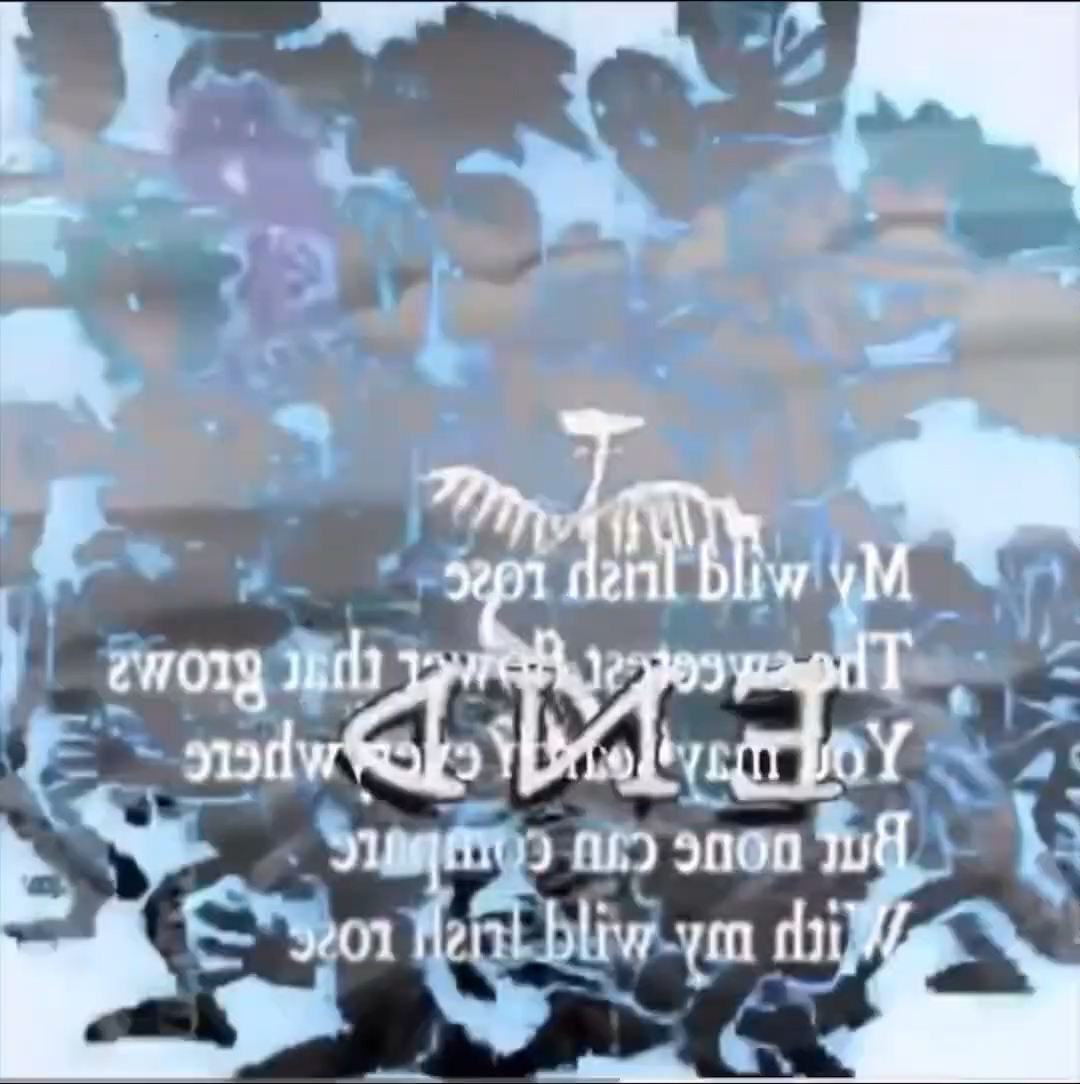 My wild Irish rose
The sweetest flower that grows
You may search everywhere
But none can compare
With my wild Irish rose
END